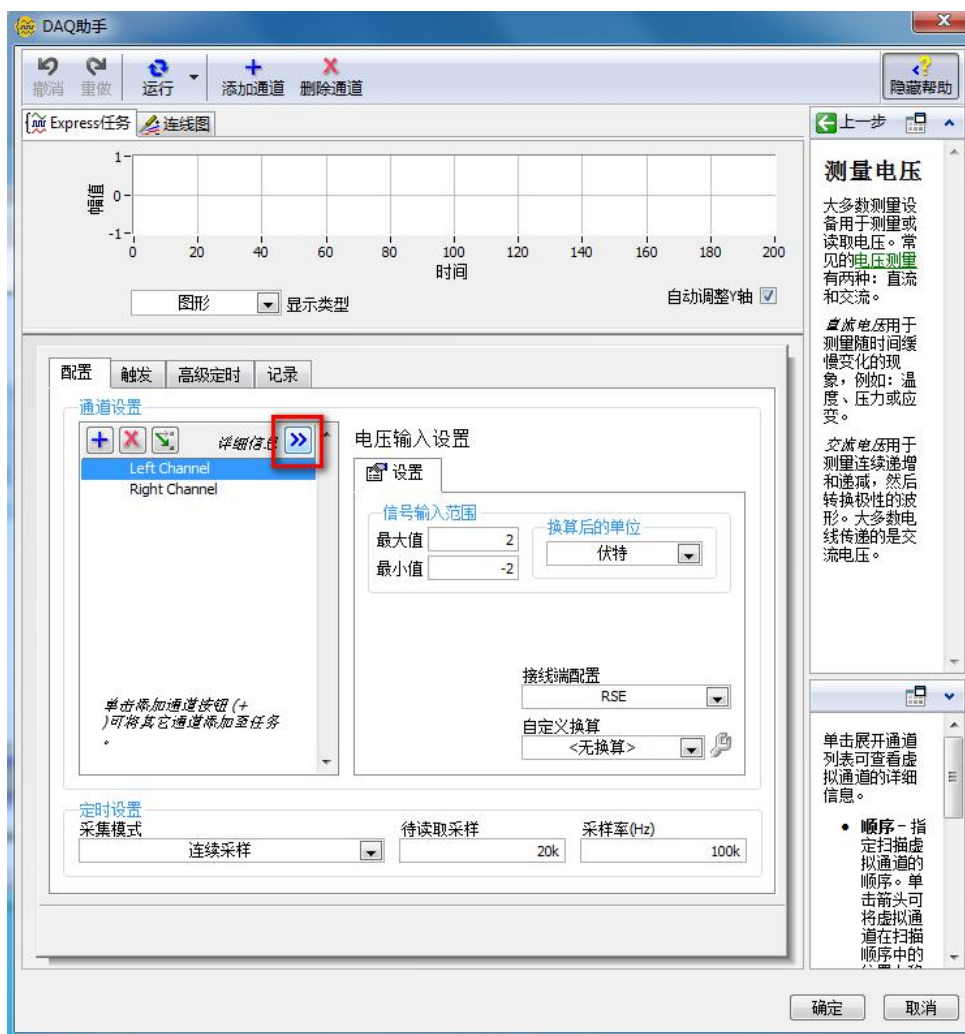 DAQ助手
撤消 重做 运行 添加通道 删除通道 隐藏帮助
Express任务 连线图
幅值
1
0
-1
0 20 40 60 80 100 120 140 160 180 200
时间
图形 显示类型 自动调整Y轴
配置 触发 高级定时 记录
通道设置
详细信息
Left Channel
Right Channel
单击添加通道按钮(+
)可将其它通道添加至任务
。
电压输入设置
设置
信号输入范围
最大值 2
最小值 -2
换算后的单位
伏特
接线端配置
RSE
自定义换算
<无换算>
定时设置
采集模式 待读取采样 采样率(Hz)
连续采样 20k 100k
上一步
测量电压
大多数测量设
备用于测量或
读取电压。常
见的电压测量
有两种：直流
和交流。
直流电压用于
测量随时间缓
慢变化的现
象，例如：温
度、压力或应
变。
交流电压用于
测量连续递增
和递减，然后
转换极性的波
形。大多数电
线传递的是交
流电压。
单击展开通道
列表可查看虚
拟通道的详细
信息。
• 顺序－指
定扫描虚
拟通道的
顺序。单
击箭头可
将虚拟通
道在扫描
顺序中的
确定 取消